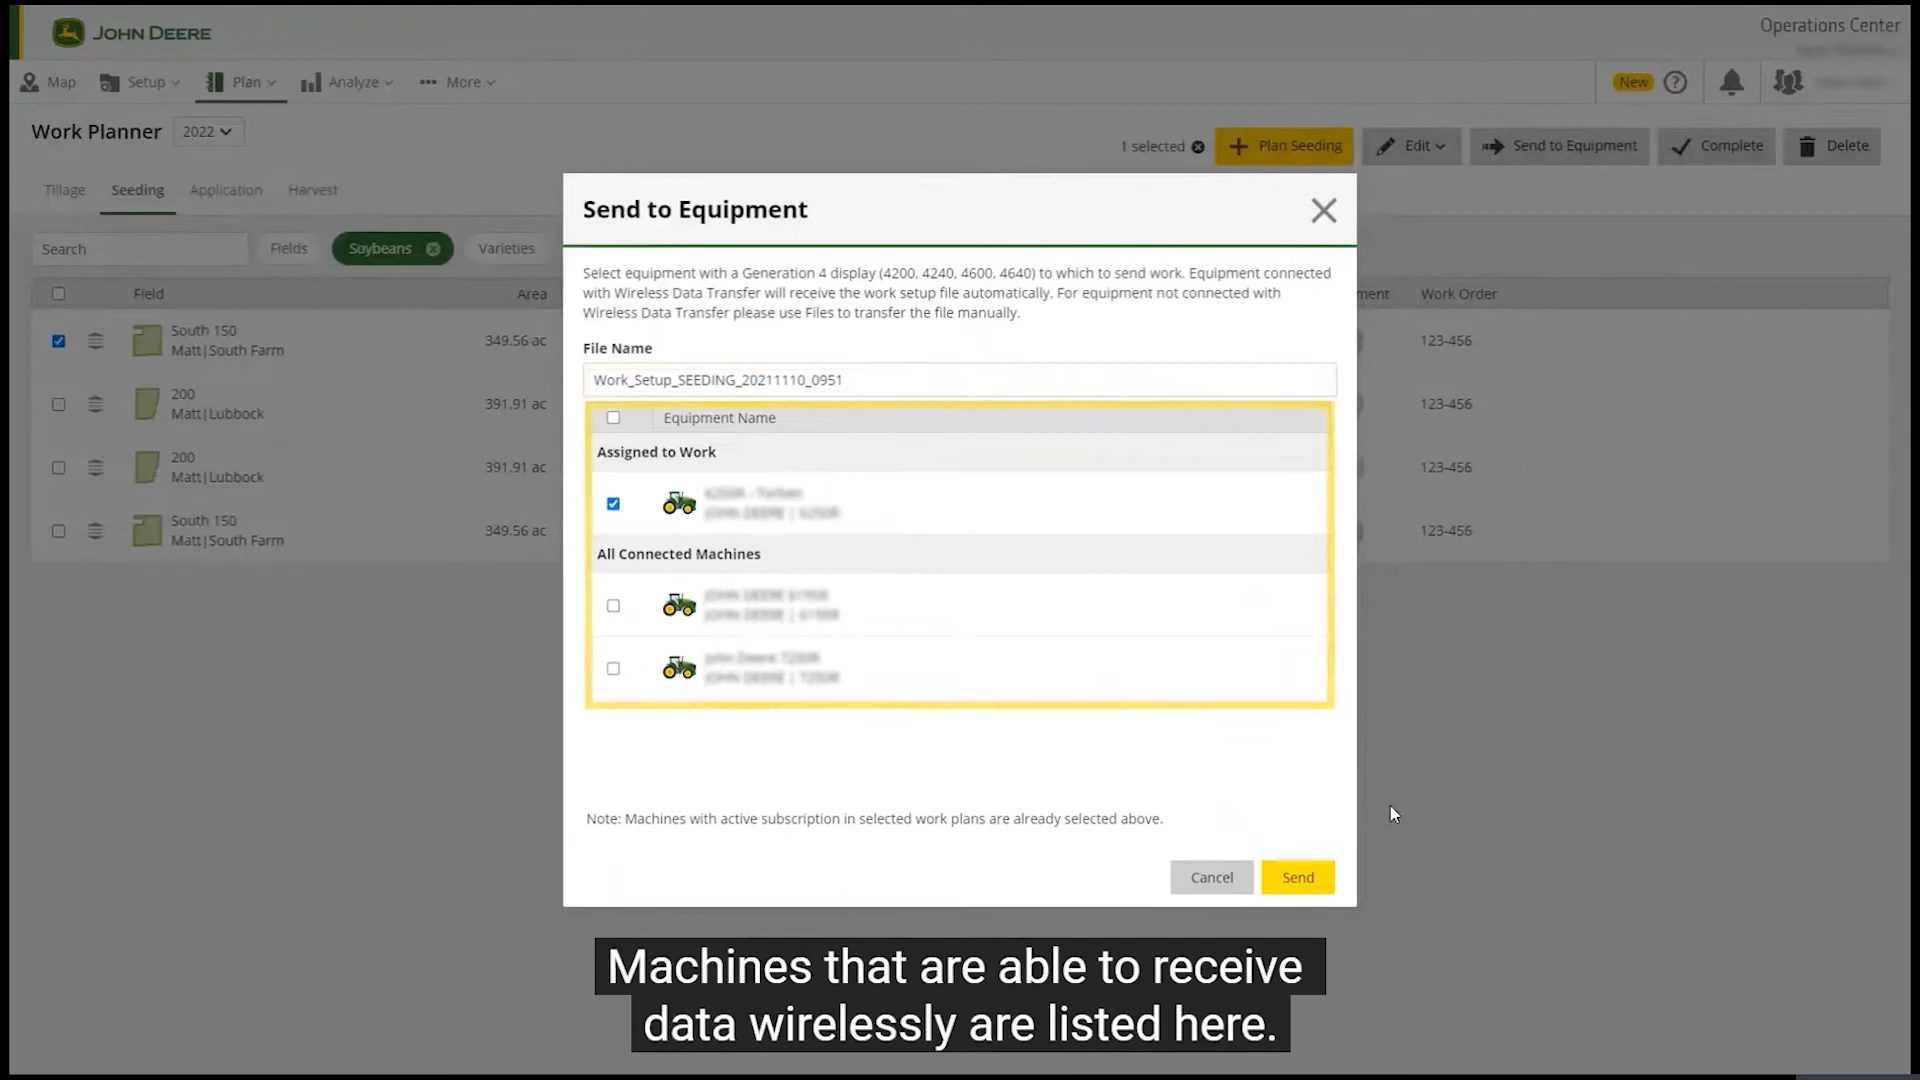 JOHN DEERE
Operations Center
Map
Setup
Plan
Analyze
More
New
Work Planner
2022
1 selected
Plan Seeding
Edit
Send to Equipment
Complete
Delete
Tillage
Seeding
Application
Harvest
Search
Fields
Soybeans
Varieties
Field
Area
Work Order
South 150
Matt|South Farm
349.56 ac
123-456
200
Matt|Lubbock
391.91 ac
123-456
200
Matt|Lubbock
391.91 ac
123-456
South 150
Matt|South Farm
349.56 ac
123-456
Send to Equipment
Select equipment with a Generation 4 display (4200, 4240, 4600, 4640) to which to send work. Equipment connected
with Wireless Data Transfer will receive the work setup file automatically. For equipment not connected with
Wireless Data Transfer please use Files to transfer the file manually.
File Name
Work_Setup_SEEDING_20211110_0951
Equipment Name
Assigned to Work
All Connected Machines
Note: Machines with active subscription in selected work plans are already selected above.
Cancel
Send
Machines that are able to receive
data wirelessly are listed here.